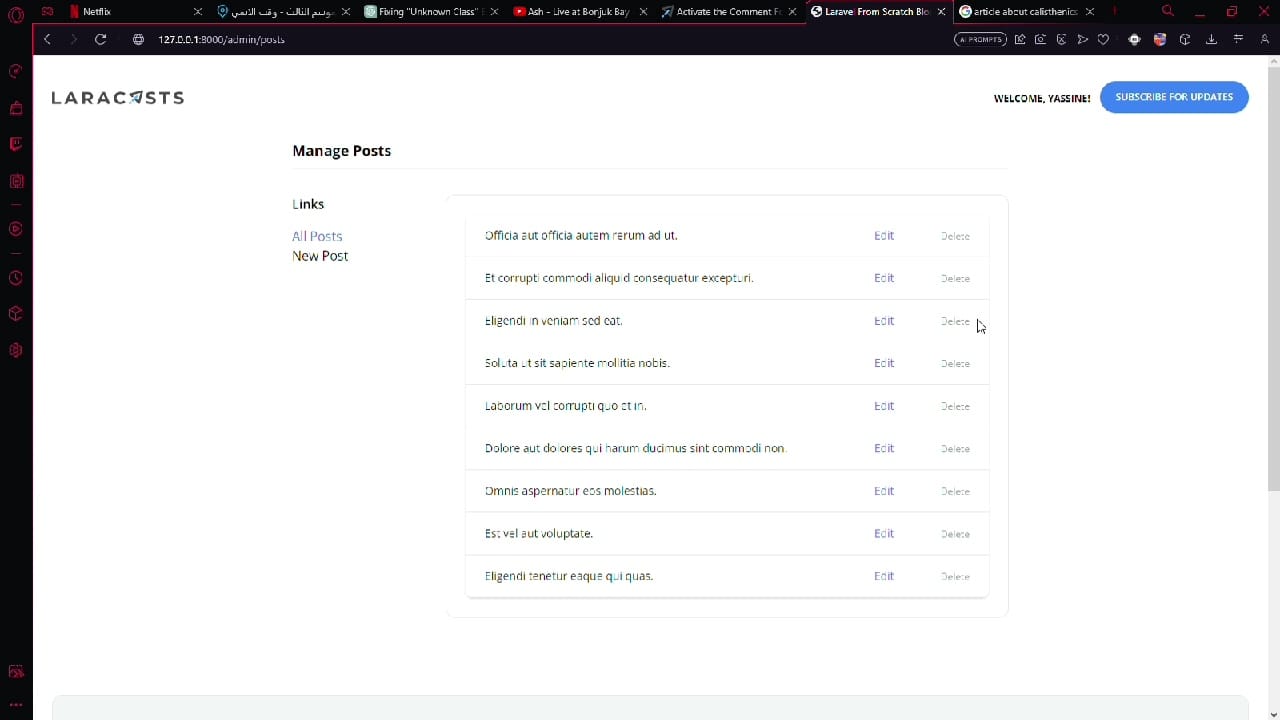 Netflix
موسم الثالث - وقت الانمي
Fixing "Unknown Class"
Ash - Live at Bonjuk Bay
Activate the Comment F
Laravel From Scratch Blo
article about calisthenics
127.0.0.1:8000/admin/posts
AI PROMPTS
LARACASTS
WELCOME, YASSINE!
SUBSCRIBE FOR UPDATES
Manage Posts
Links
All Posts
New Post
Officia aut officia autem rerum ad ut. Edit Delete
Et corrupti commodi aliquid consequatur excepturi. Edit Delete
Eligendi in veniam sed eat. Edit Delete
Soluta ut sit sapiente mollitia nobis. Edit Delete
Laborum vel corrupti quo et in. Edit Delete
Dolore aut dolores qui harum ducimus sint commodi non. Edit Delete
Omnis aspernatur eos molestias. Edit Delete
Est vel aut voluptate. Edit Delete
Eligendi tenetur eaque qui quas. Edit Delete